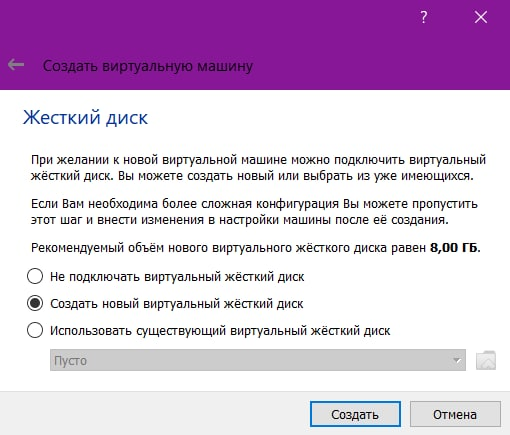 ?
Создать виртуальную машину
Жесткий диск
При желании к новой виртуальной машине можно подключить виртуальный
жёсткий диск. Вы можете создать новый или выбрать из уже имеющихся.
Если Вам необходима более сложная конфигурация Вы можете пропустить
этот шаг и внести изменения в настройки машины после её создания.
Рекомендуемый объём нового виртуального жёсткого диска равен 8,00 ГБ.
Не подключать виртуальный жёсткий диск
Создать новый виртуальный жёсткий диск
Использовать существующий виртуальный жёсткий диск
Пусто
Создать Отмена